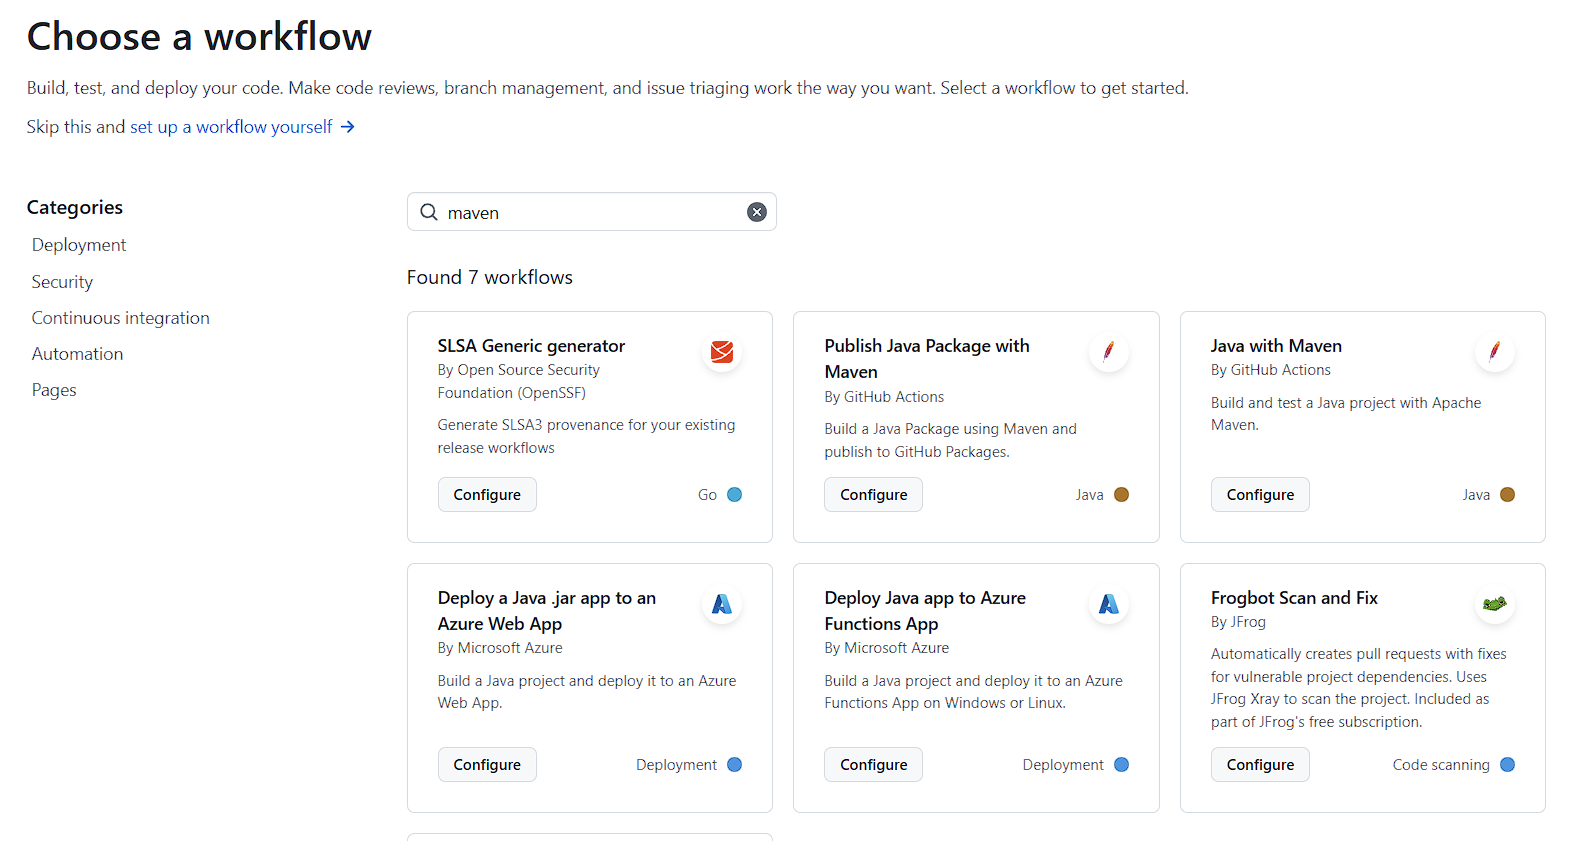 Choose a workflow
Build, test, and deploy your code. Make code reviews, branch management, and issue triaging work the way you want. Select a workflow to get started.
Skip this and set up a workflow yourself →
Categories
Deployment
Security
Continuous integration
Automation
Pages
maven
Found 7 workflows
SLSA Generic generator
By Open Source Security
Foundation (OpenSSF)
Generate SLSA3 provenance for your existing
release workflows
Configure
Go
Publish Java Package with
Maven
By GitHub Actions
Build a Java Package using Maven and
publish to GitHub Packages.
Configure
Java
Java with Maven
By GitHub Actions
Build and test a Java project with Apache
Maven.
Configure
Java
Deploy a Java .jar app to an
Azure Web App
By Microsoft Azure
Build a Java project and deploy it to an Azure
Web App.
Configure
Deployment
Deploy Java app to Azure
Functions App
By Microsoft Azure
Build a Java project and deploy it to an Azure
Functions App on Windows or Linux.
Configure
Deployment
Frogbot Scan and Fix
By JFrog
Automatically creates pull requests with fixes
for vulnerable project dependencies. Uses
JFrog Xray to scan the project. Included as
part of JFrog's free subscription.
Configure
Code scanning